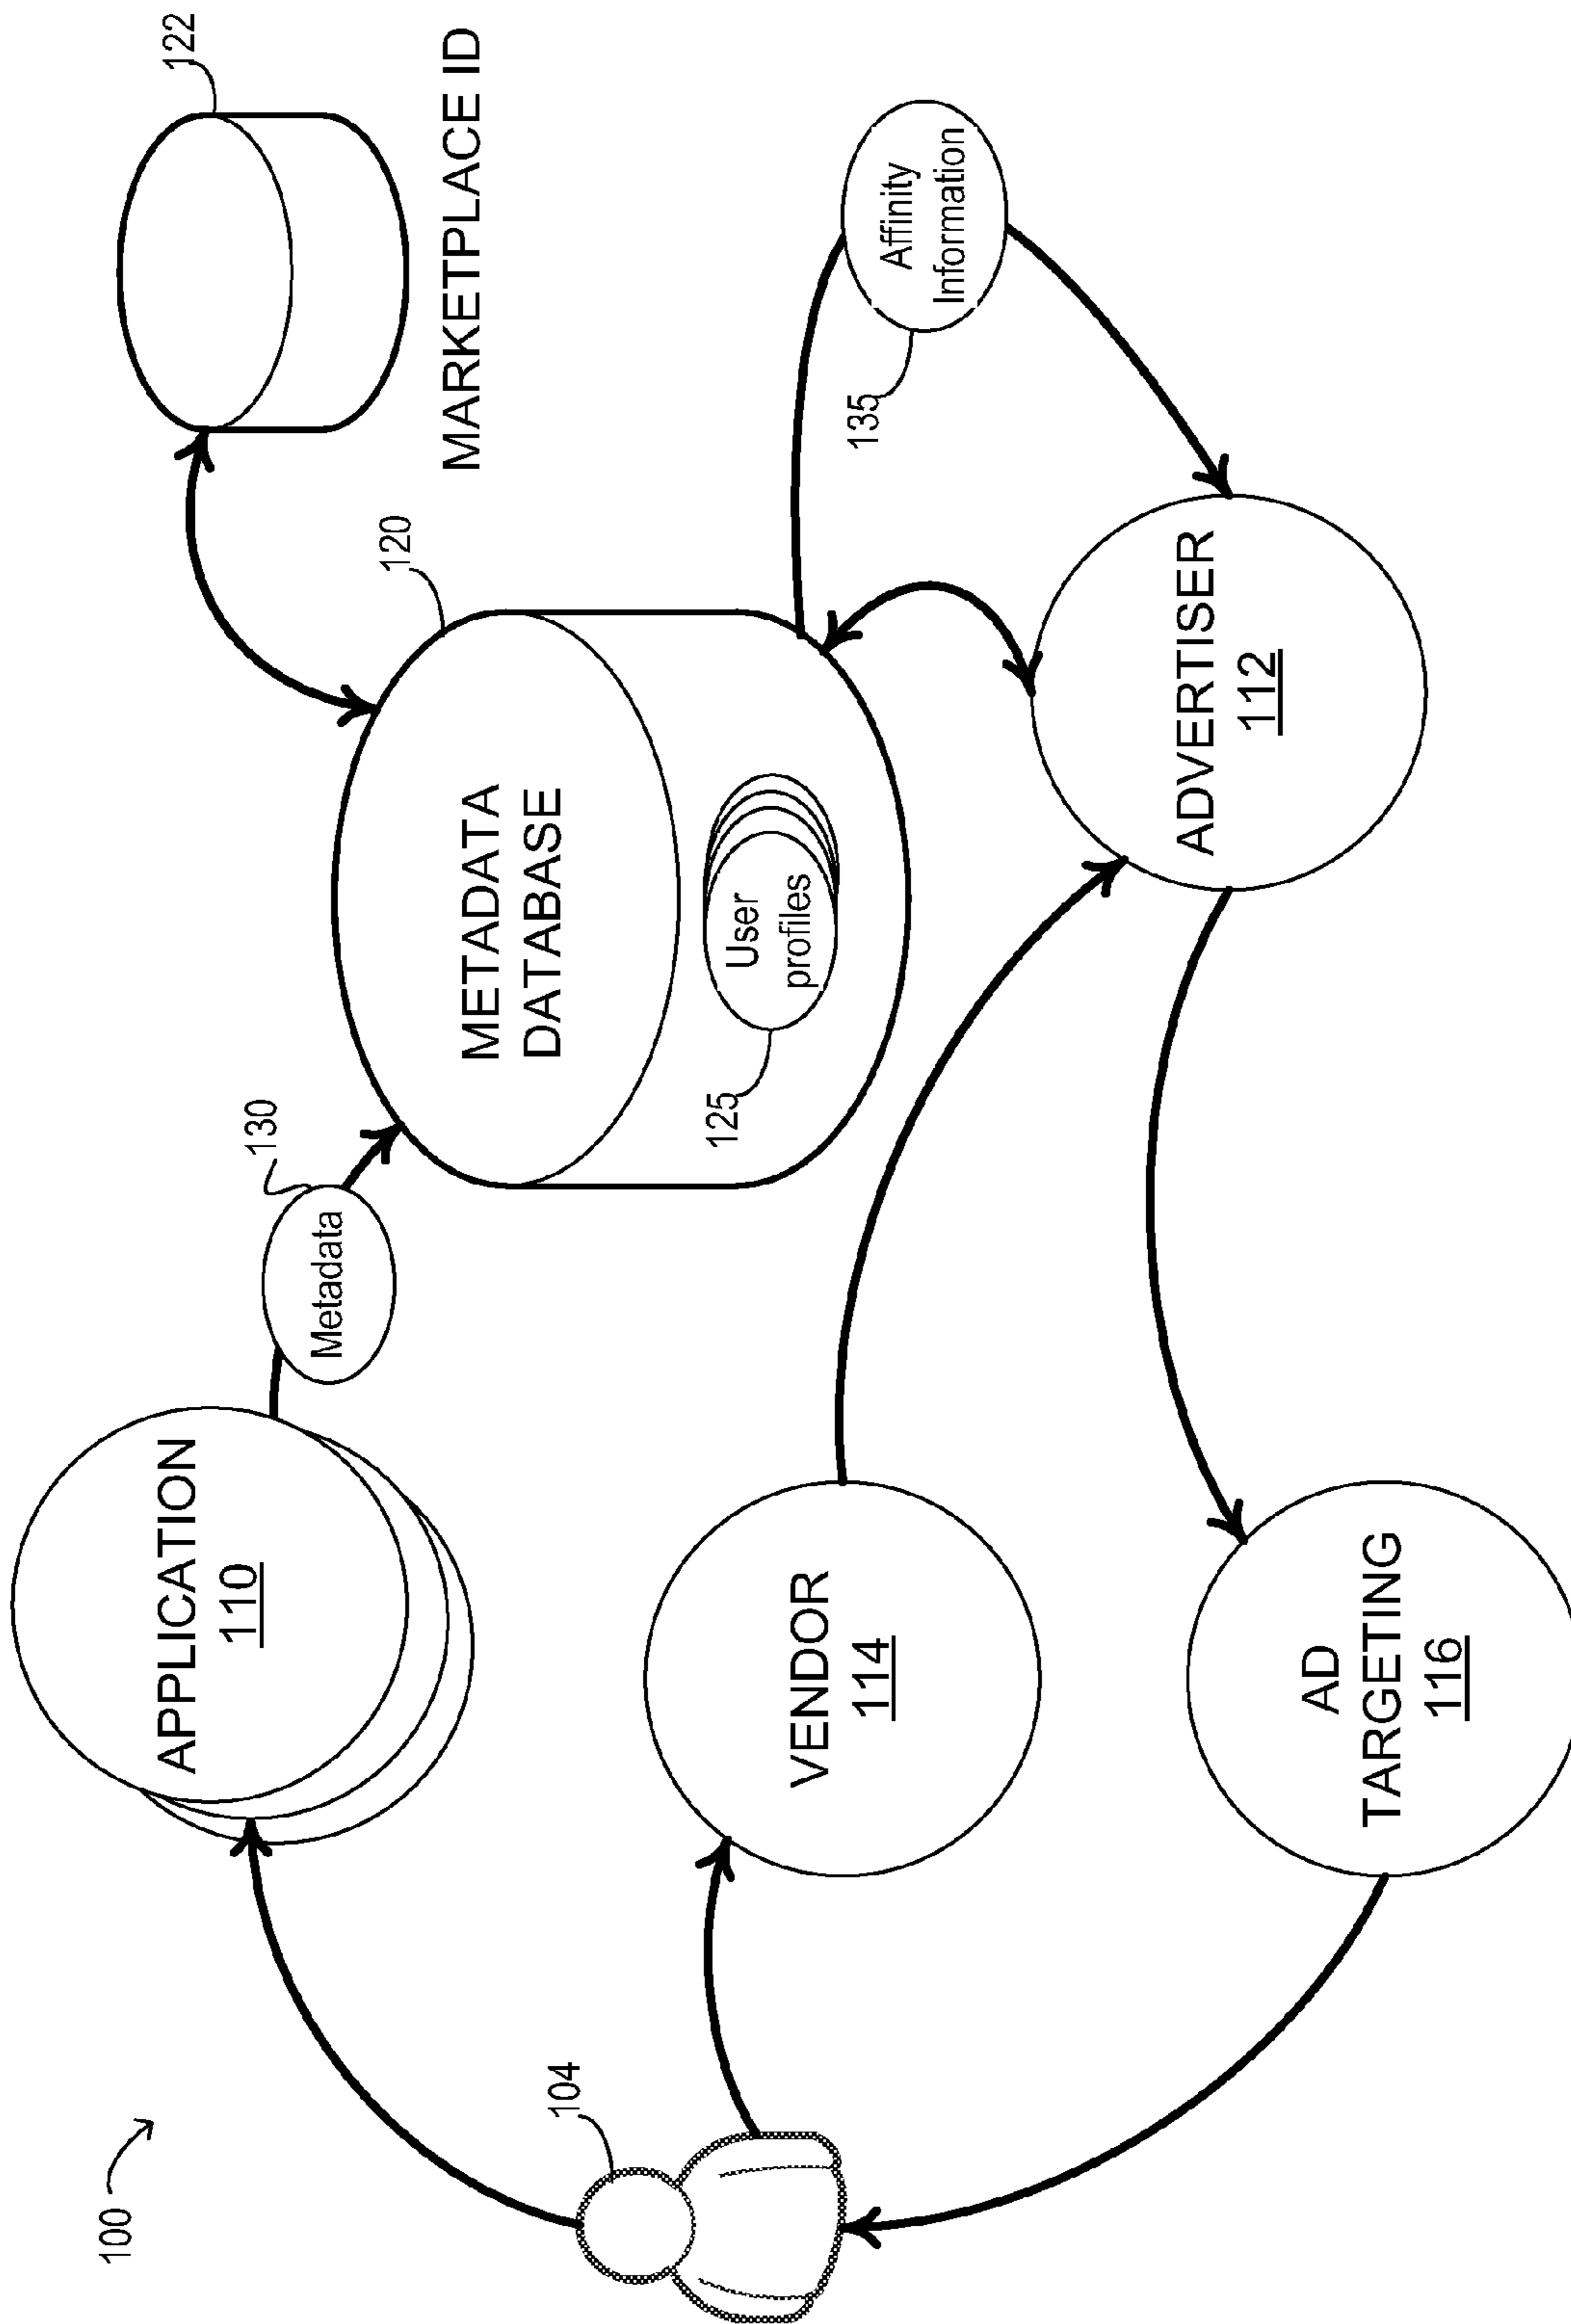 100
104
APPLICATION
110
Metadata
130
METADATA
DATABASE
120
User
profiles
125
122
MARKETPLACE ID
VENDOR
114
Affinity
Information
135
ADVERTISER
112
AD
TARGETING
116